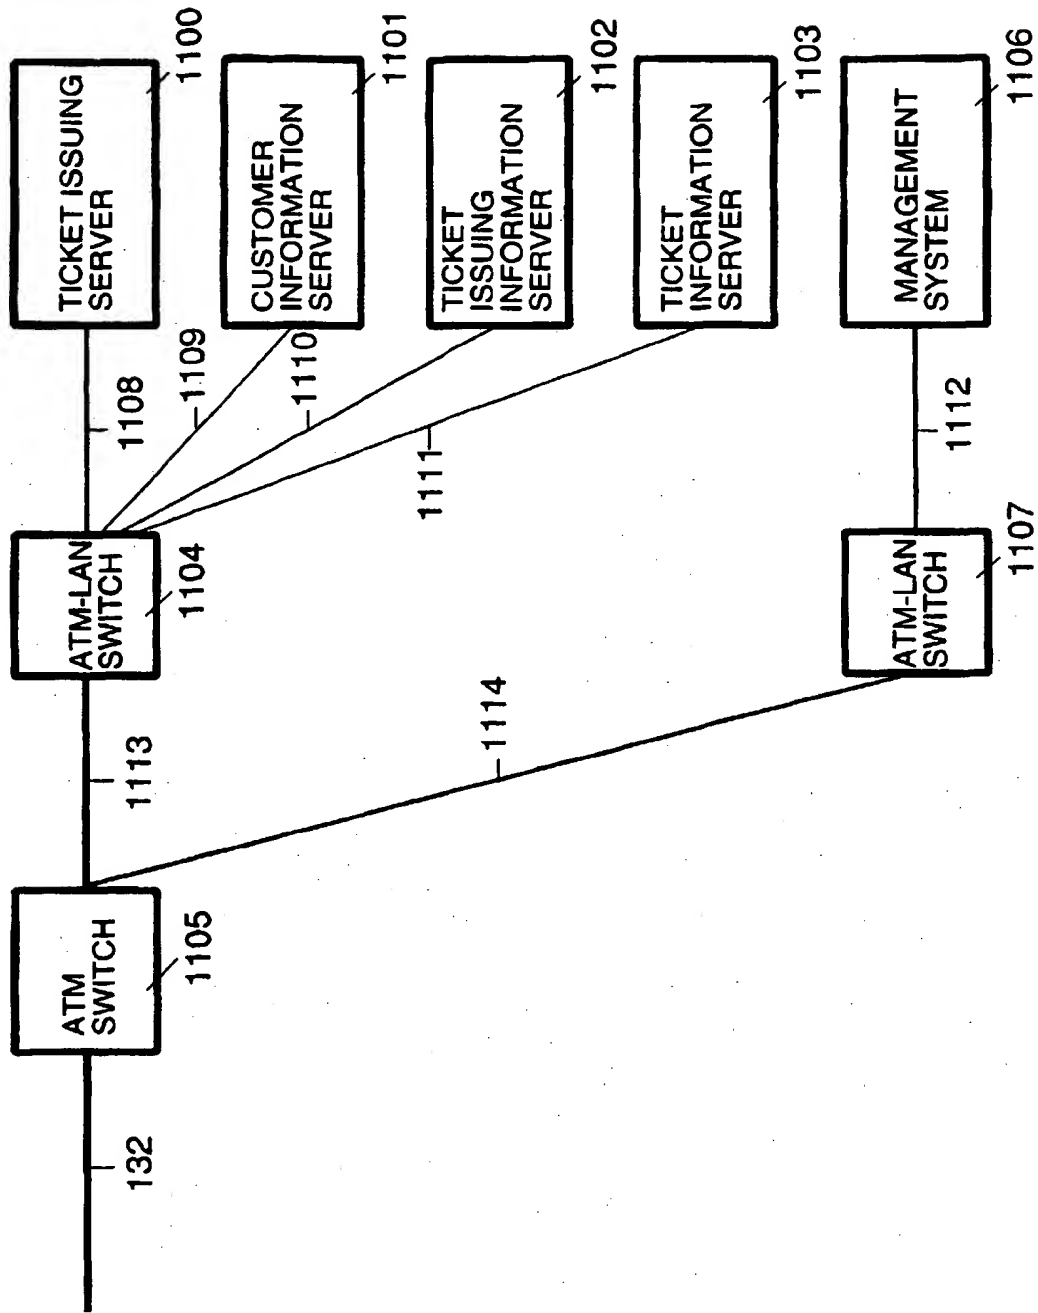 132
ATM
SWITCH
1105
1113
1114
ATM-LAN
SWITCH
1104
ATM-LAN
SWITCH
1107
1108
1109
1110
1111
1112
TICKET ISSUING
SERVER
1100
CUSTOMER
INFORMATION
SERVER
1101
TICKET
ISSUING
INFORMATION
SERVER
1102
TICKET
INFORMATION
SERVER
1103
MANAGEMENT
SYSTEM
1106